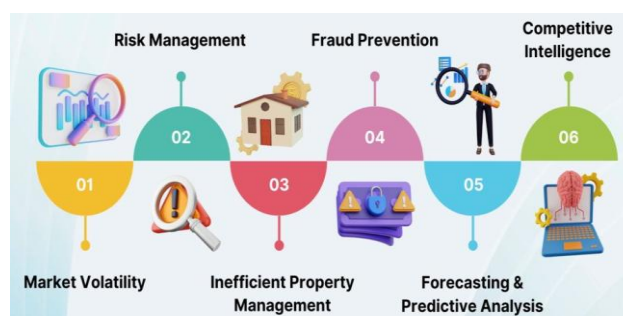 Risk Management
Fraud Prevention
Competitive
Intelligence
02
04
06
01
03
05
Market Volatility
Inefficient Property
Management
Forecasting &
Predictive Analysis